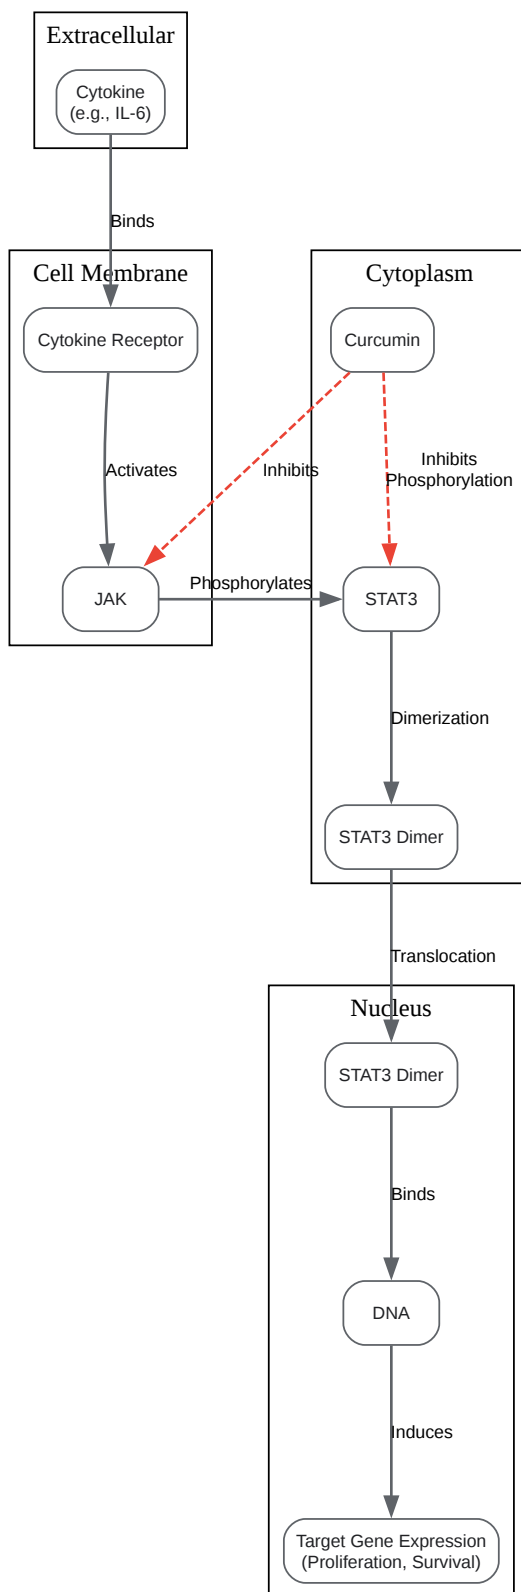 Extracellular
Cytokine
(e.g., IL-6)
Binds
Cell Membrane
Cytoplasm
Cytokine Receptor
Curcumin
Activates
Inhibits
Inhibits
Phosphorylation
Phosphorylates
JAK
STAT3
Dimerization
STAT3 Dimer
Translocation
Nucleus
STAT3 Dimer
Binds
DNA
Induces
Target Gene Expression
(Proliferation, Survival)